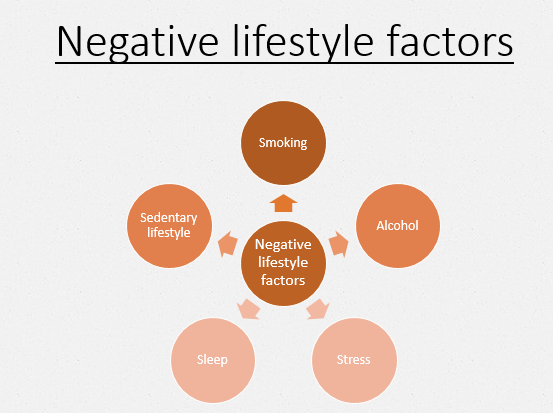 Negative lifestyle factors
Smoking
Sedentary
lifestyle
Alcohol
Negative
lifestyle
factors
Sleep
Stress